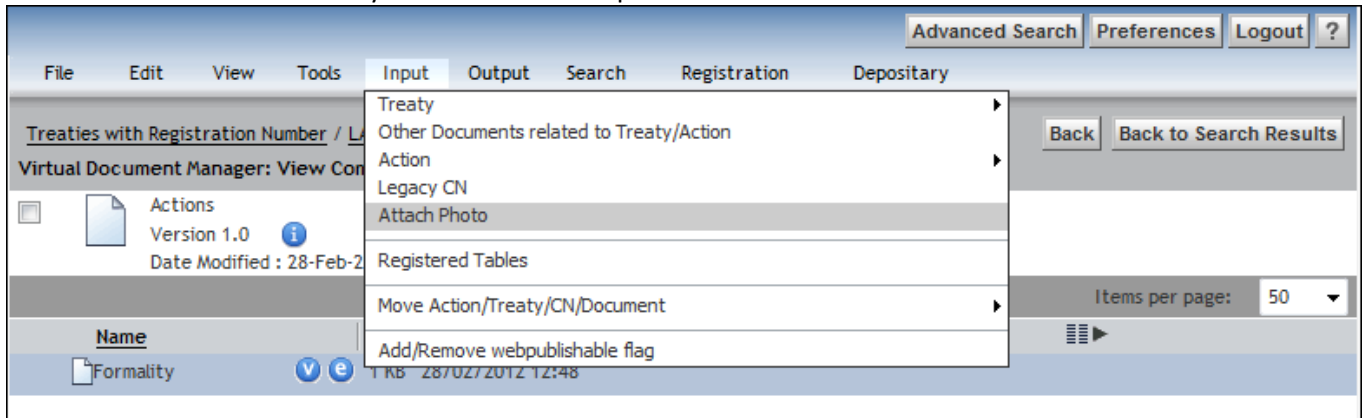 Advanced Search Preferences Logout ?
File Edit View Tools Input Output Search Registration Depositary
Treaty
Other Documents related to Treaty/Action
Action
Legacy CN
Attach Photo
Registered Tables
Move Action/Treaty/CN/Document
Add/Remove webpublishable flag
Treaties with Registration Number /
Back Back to Search Results
Virtual Document Manager: View Con
Actions
Version 1.0 i
Date Modified : 28-Feb-2
Items per page: 50
Name
Formality v e 1 KB 28/02/2012 12:48